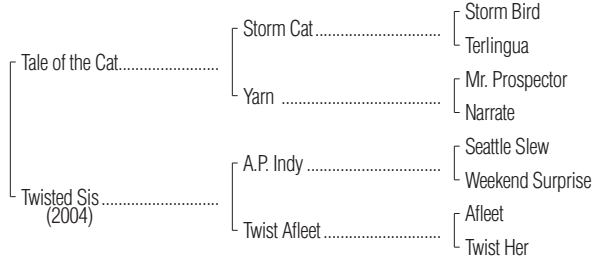 Storm Bird
Storm Cat..................................
Terlingua
Tale of the Cat...........................
Mr. Prospector
Yarn ...........................................
Narrate
Seattle Slew
A.P. Indy ....................................
Weekend Surprise
Twisted Sis ...............................
(2004)
Afleet
Twist Afleet ...............................
Twist Her